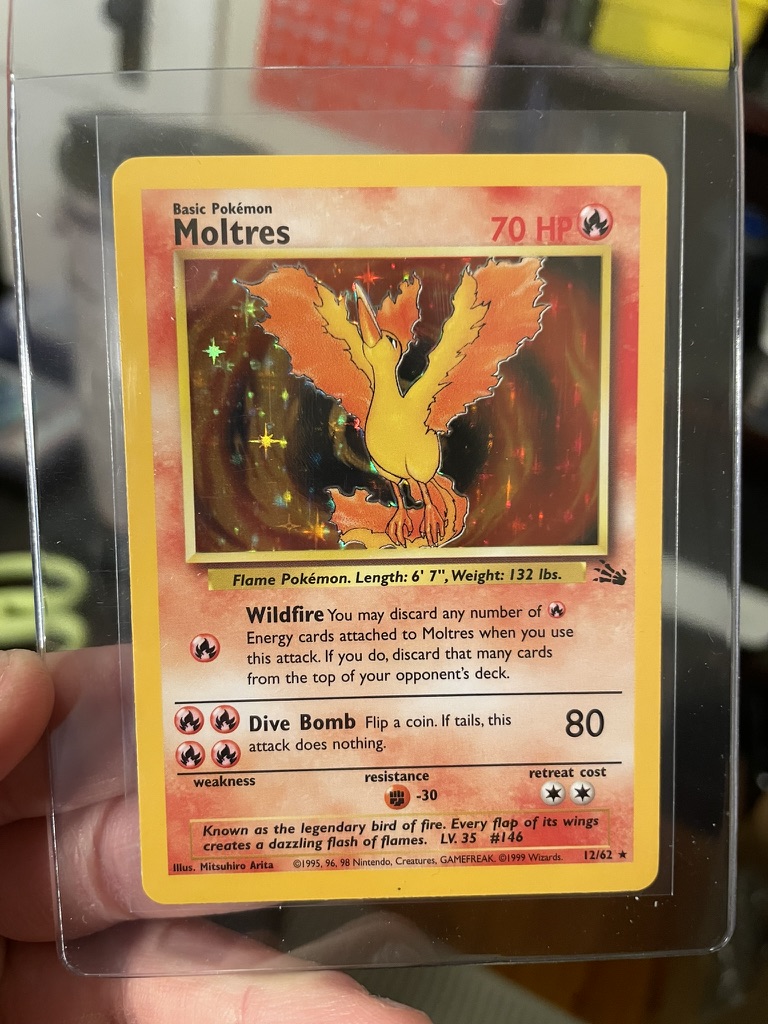 Basic Pokémon
Moltres 70 HP
Flame Pokémon. Length: 6' 7", Weight: 132 lbs.
Wildfire You may discard any number of
Energy cards attached to Moltres when you use
this attack. If you do, discard that many cards
from the top of your opponent's deck.
Dive Bomb Flip a coin. If tails, this
attack does nothing.
80
weakness resistance retreat cost
-30
Known as the legendary bird of fire. Every flap of its wings
creates a dazzling flash of flames. LV. 35 #146
Illus. Mitsuhiro Arita ©1995, 96, 98 Nintendo, Creatures, GAMEFREAK. ©1999 Wizards. 12/62 ★